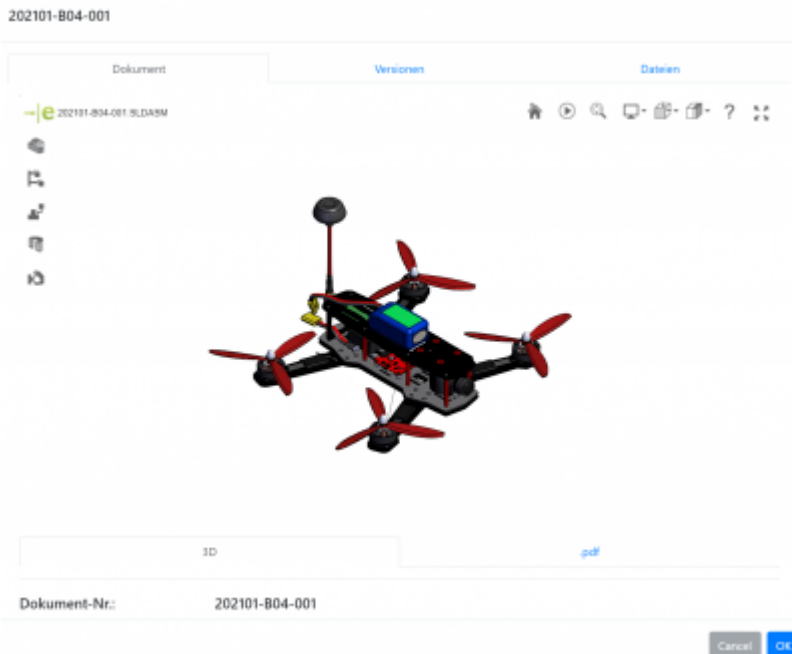 202101-B04-001
Dokument Versionen Dateien
e 202101-B04-001.SLDASM ?
3D .pdf
Dokument-Nr.: 202101-B04-001
Cancel OK